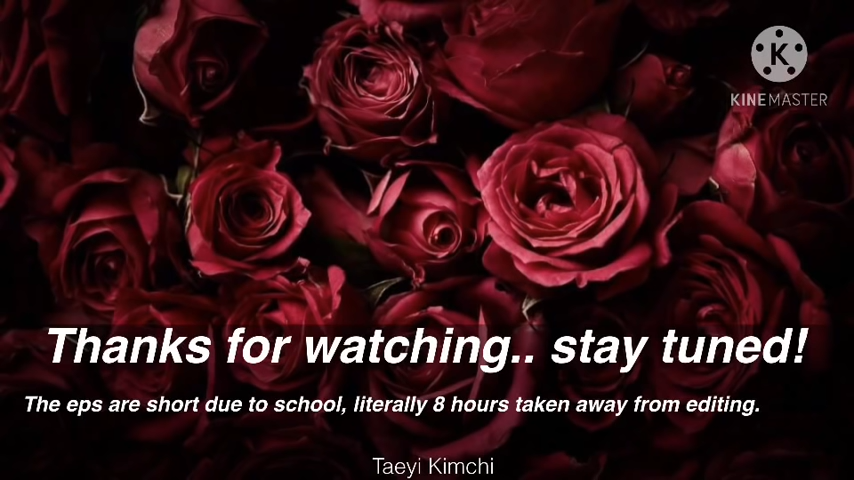 K
KINEMASTER
Thanks for watching.. stay tuned!
The eps are short due to school, literally 8 hours taken away from editing.
Taeyi Kimchi